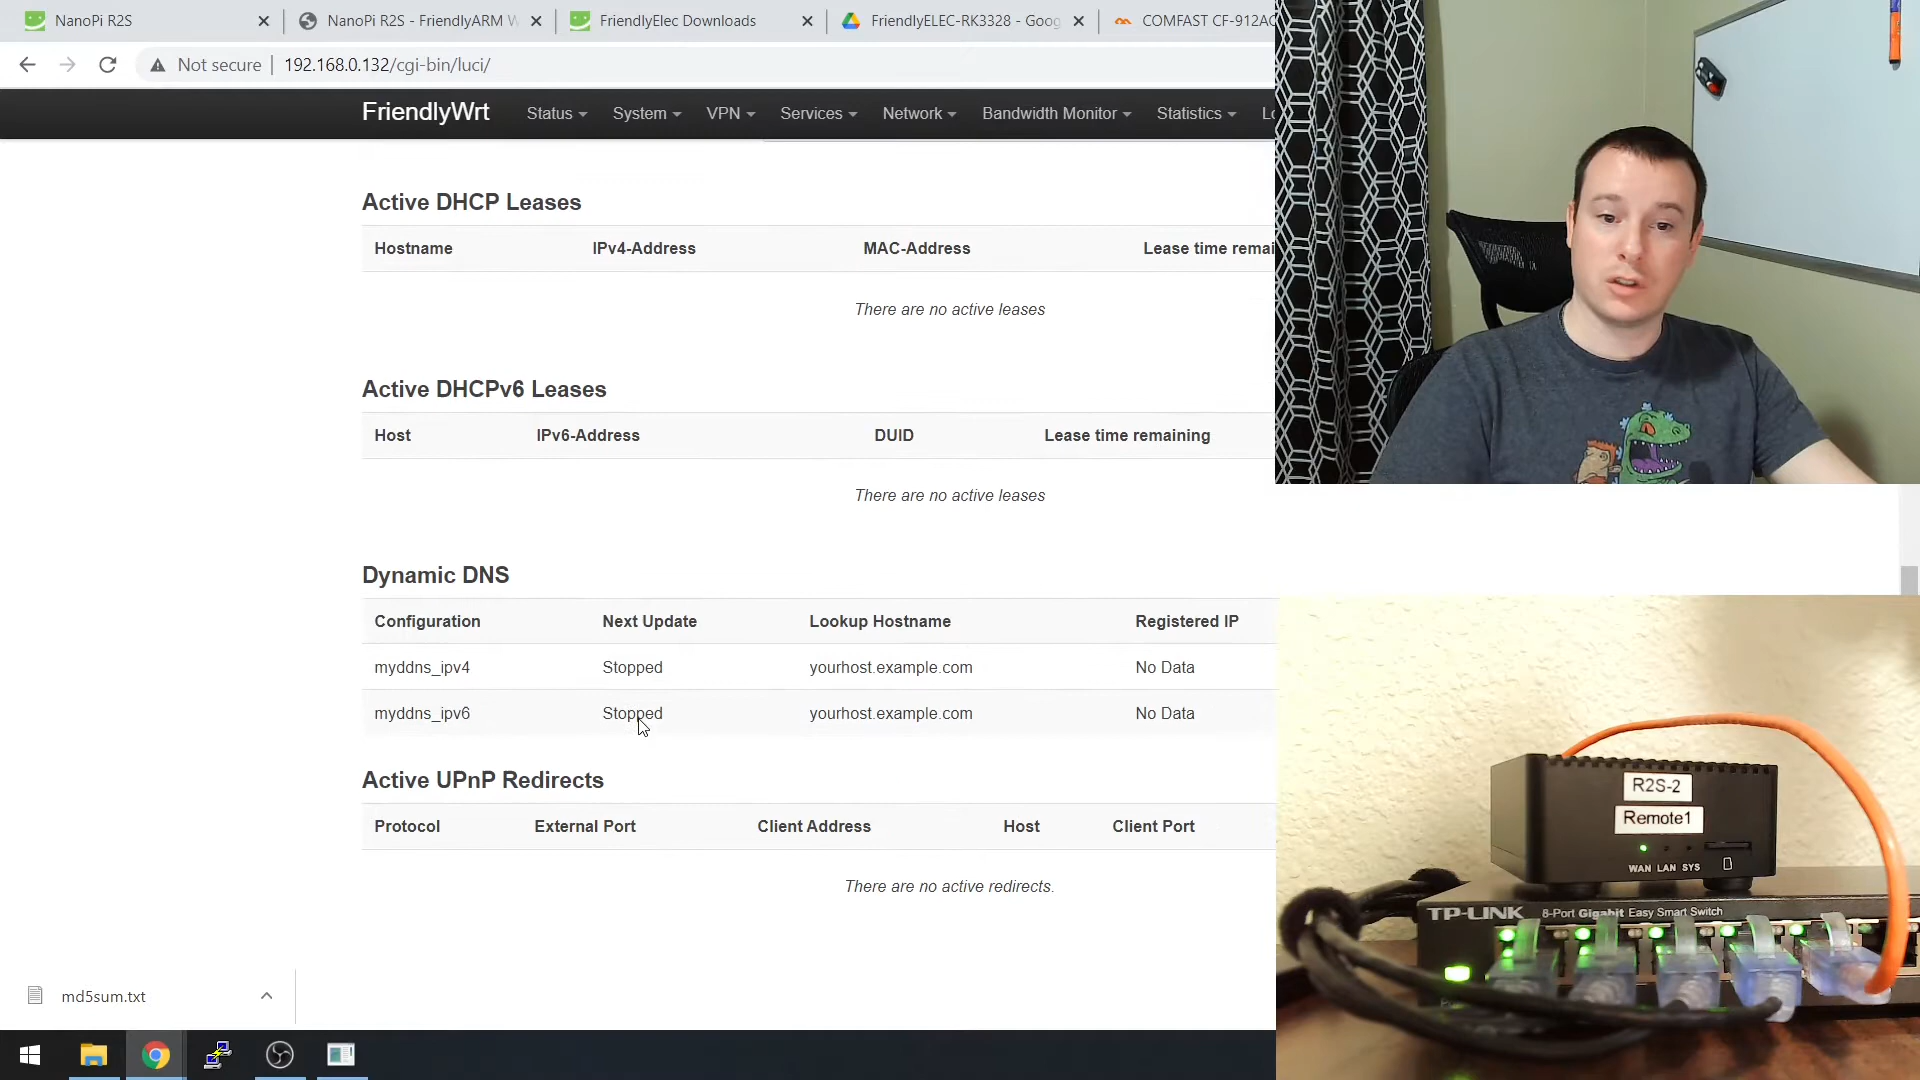 NanoPi R2S
NanoPi R2S - FriendlyARM W
FriendlyElec Downloads
FriendlyELEC-RK3328 - Goog
COMFAST CF-912AC
Not secure
192.168.0.132/cgi-bin/luci/
FriendlyWrt
Status
System
VPN
Services
Network
Bandwidth Monitor
Statistics
Lo
Active DHCP Leases
Hostname IPv4-Address MAC-Address Lease time remai
There are no active leases
Active DHCPv6 Leases
Host IPv6-Address DUID Lease time remaining
There are no active leases
Dynamic DNS
Configuration Next Update Lookup Hostname Registered IP
myddns_ipv4 Stopped yourhost.example.com No Data
myddns_ipv6 Stopped yourhost.example.com No Data
Active UPnP Redirects
Protocol External Port Client Address Host Client Port
There are no active redirects.
md5sum.txt
R2S-2
Remote1
WAN LAN SYS
TP-LINK 8-Port Gigabit Easy Smart Switch